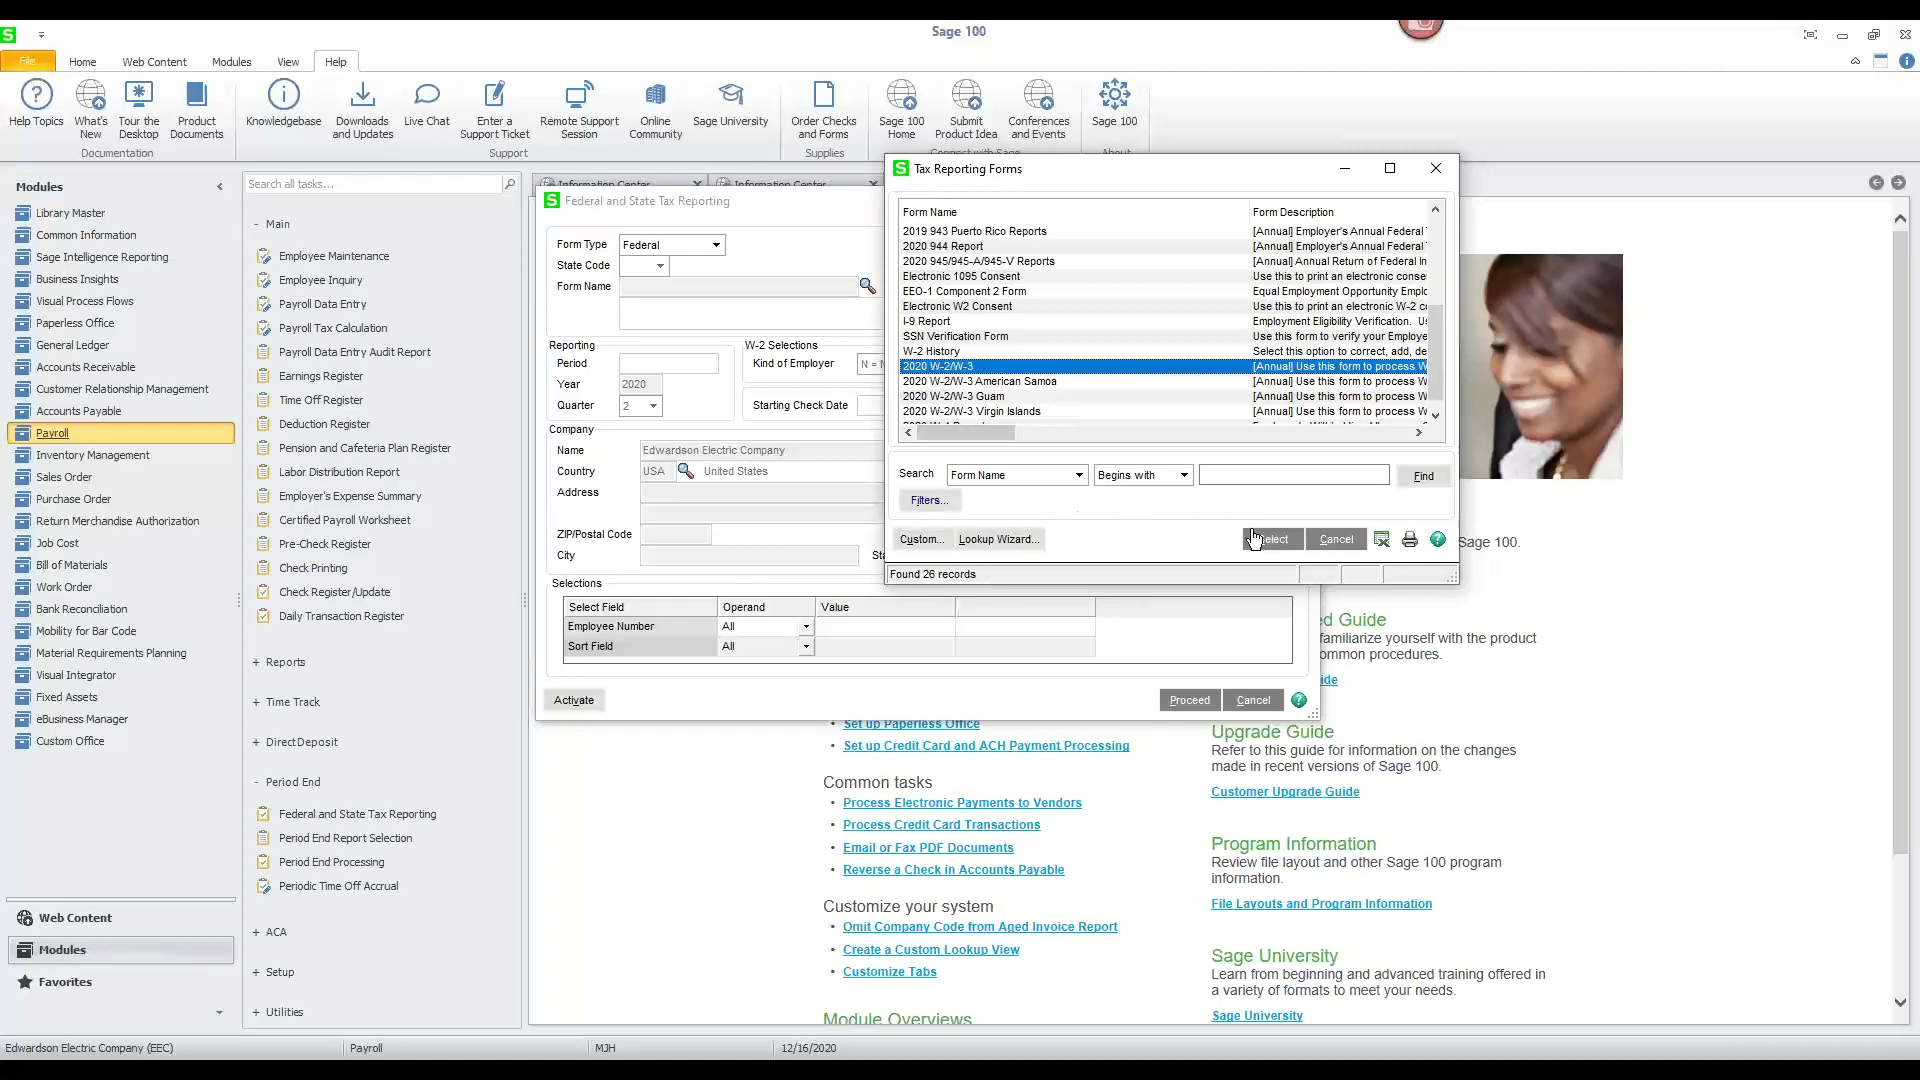 Sage 100
File
Home
Web Content
Modules
View
Help
Help Topics
What's New
Tour the Desktop
Product Documents
Documentation
Knowledgebase
Downloads and Updates
Live Chat
Enter a Support Ticket
Remote Support Session
Online Community
Sage University
Support
Order Checks and Forms
Supplies
Sage 100 Home
Submit Product Idea
Conferences and Events
Sage 100
Modules
Library Master
Common Information
Sage Intelligence Reporting
Business Insights
Visual Process Flows
Paperless Office
General Ledger
Accounts Receivable
Customer Relationship Management
Accounts Payable
Payroll
Inventory Management
Sales Order
Purchase Order
Return Merchandise Authorization
Job Cost
Bill of Materials
Work Order
Bank Reconciliation
Mobility for Bar Code
Material Requirements Planning
Visual Integrator
Fixed Assets
eBusiness Manager
Custom Office
Web Content
Modules
Favorites
Search all tasks...
- Main
Employee Maintenance
Employee Inquiry
Payroll Data Entry
Payroll Tax Calculation
Payroll Data Entry Audit Report
Earnings Register
Time Off Register
Deduction Register
Pension and Cafeteria Plan Register
Labor Distribution Report
Employer's Expense Summary
Certified Payroll Worksheet
Pre-Check Register
Check Printing
Check Register/Update
Daily Transaction Register
+ Reports
+ Time Track
+ DirectDeposit
- Period End
Federal and State Tax Reporting
Period End Report Selection
Period End Processing
Periodic Time Off Accrual
+ ACA
+ Setup
+ Utilities
Information Center
Information Center
S Federal and State Tax Reporting
Form Type Federal
State Code
Form Name
Reporting
Period
Year 2020
Quarter 2
W-2 Selections
Kind of Employer N = N
Starting Check Date
Company
Name Edwardson Electric Company
Country USA United States
Address
ZIP/Postal Code
City
Selections
Select Field Operand Value
Employee Number All
Sort Field All
Activate
Proceed
Cancel
S Tax Reporting Forms
Form Name Form Description
2019 943 Puerto Rico Reports [Annual] Employer's Annual Federal
2020 944 Report [Annual] Employer's Annual Federal
2020 945/945-A/945-V Reports [Annual] Annual Return of Federal In
Electronic 1095 Consent Use this to print an electronic conse
EEO-1 Component 2 Form Equal Employment Opportunity Emplo
Electronic W2 Consent Use this to print an electronic W-2 c
I-9 Report Employment Eligibility Verification. U
SSN Verification Form Use this form to verify your Employe
W-2 History Select this option to correct, add, de
2020 W-2/W-3 [Annual] Use this form to process W
2020 W-2/W-3 American Samoa [Annual] Use this form to process W
2020 W-2/W-3 Guam [Annual] Use this form to process W
2020 W-2/W-3 Virgin Islands [Annual] Use this form to process W
Search Form Name Begins with Find
Filters...
Custom... Lookup Wizard... Cancel
Found 26 records
Sage 100.
ed Guide
familiarize yourself with the product
ommon procedures.
ide
Set up Paperless Office
Set up Credit Card and ACH Payment Processing
Common tasks
• Process Electronic Payments to Vendors
• Process Credit Card Transactions
• Email or Fax PDF Documents
• Reverse a Check in Accounts Payable
Customize your system
• Omit Company Code from Aged Invoice Report
• Create a Custom Lookup View
• Customize Tabs
Module Overviews
Upgrade Guide
Refer to this guide for information on the changes
made in recent versions of Sage 100.
Customer Upgrade Guide
Program Information
Review file layout and other Sage 100 program
information.
File Layouts and Program Information
Sage University
Learn from beginning and advanced training offered in
a variety of formats to meet your needs.
Sage University
Edwardson Electric Company (EEC)
Payroll
MJH
12/16/2020